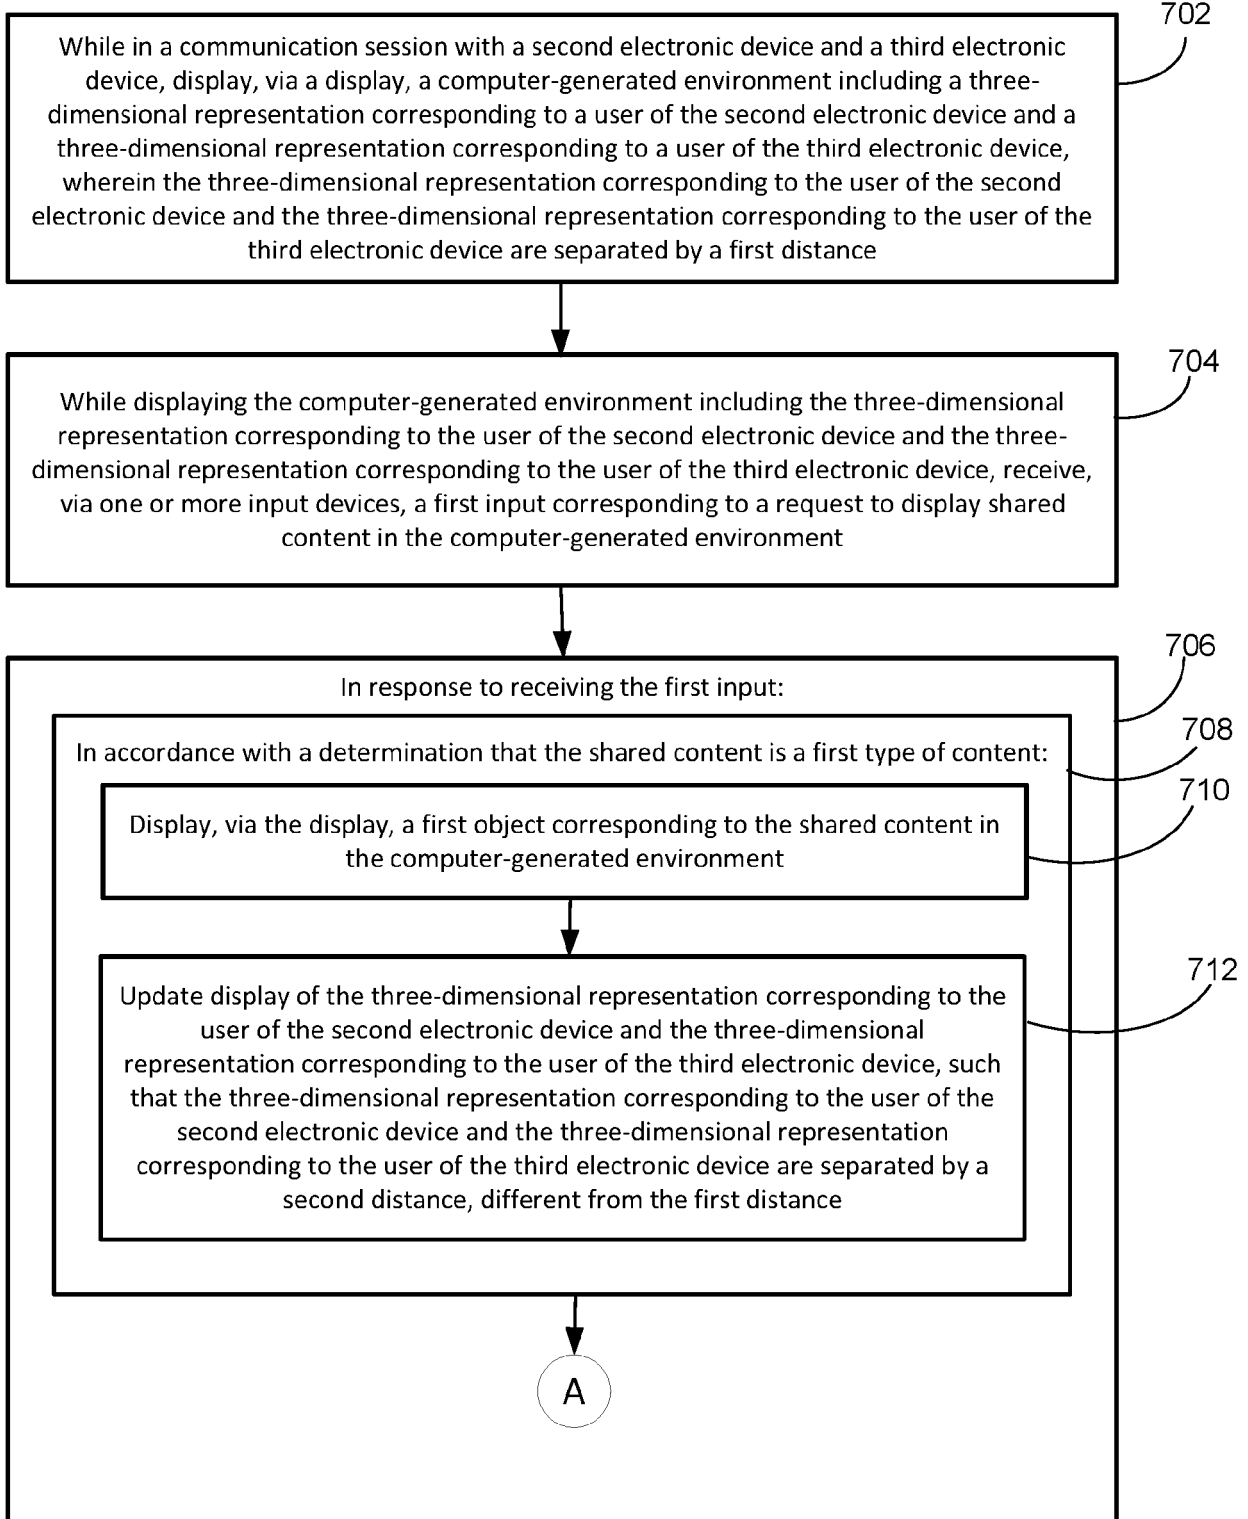 702
While in a communication session with a second electronic device and a third electronic
device, display, via a display, a computer-generated environment including a three-
dimensional representation corresponding to a user of the second electronic device and a
three-dimensional representation corresponding to a user of the third electronic device,
wherein the three-dimensional representation corresponding to the user of the second
electronic device and the three-dimensional representation corresponding to the user of the
third electronic device are separated by a first distance
704
While displaying the computer-generated environment including the three-dimensional
representation corresponding to the user of the second electronic device and the three-
dimensional representation corresponding to the user of the third electronic device, receive,
via one or more input devices, a first input corresponding to a request to display shared
content in the computer-generated environment
706
In response to receiving the first input:
708
In accordance with a determination that the shared content is a first type of content:
710
Display, via the display, a first object corresponding to the shared content in
the computer-generated environment
712
Update display of the three-dimensional representation corresponding to the
user of the second electronic device and the three-dimensional
representation corresponding to the user of the third electronic device, such
that the three-dimensional representation corresponding to the user of the
second electronic device and the three-dimensional representation
corresponding to the user of the third electronic device are separated by a
second distance, different from the first distance
A